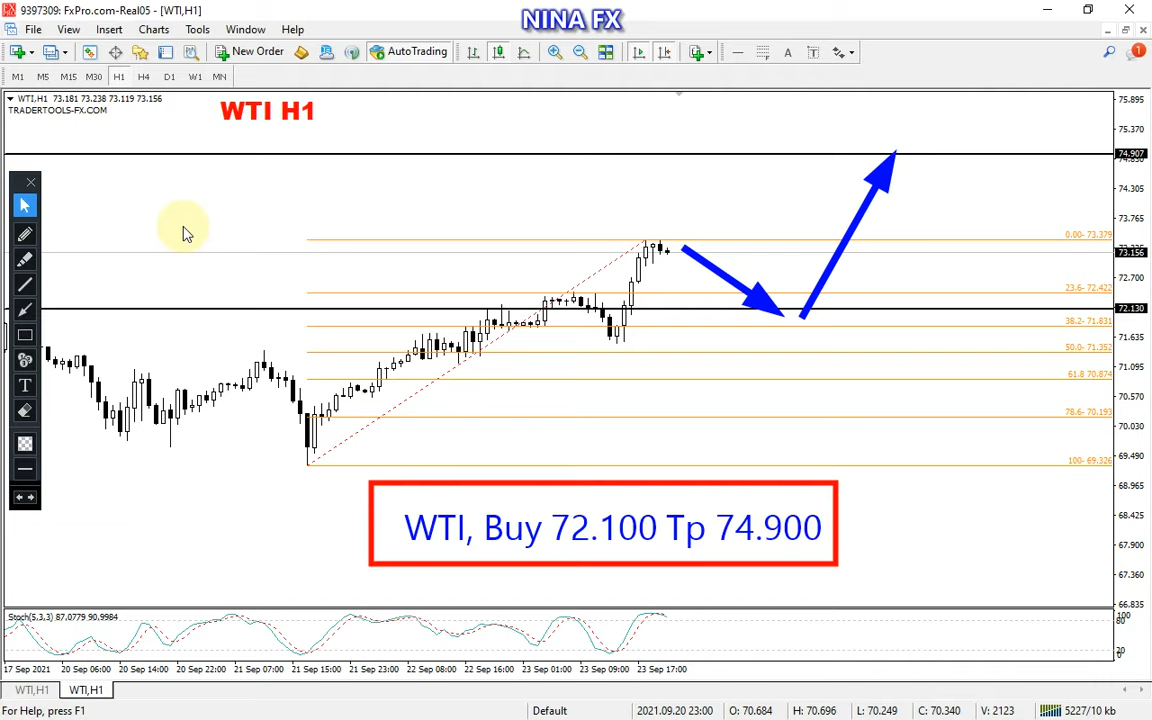 9397309: FxPro.com-Real05 - [WTI,H1]
NINA FX
File View Insert Charts Tools Window Help
New Order AutoTrading
1
M1 M5 M15 M30 H1 H4 D1 W1 MN
WTI,H1 73.181 73.238 73.119 73.156
TRADERTOOLS-FX.COM
WTI H1
75.895
75.370
74.907
74.305
73.765
0.00- 73.379
73.156
72.700
23.6- 72.422
72.130
38.2- 71.831
71.635
50.0- 71.352
71.095
61.8 70.874
70.570
78.6- 70.193
70.030
69.490
100- 69.326
68.965
68.425
67.900
67.360
66.835
WTI, Buy 72.100 Tp 74.900
Stoch(5,3,3) 87.0779 90.9984
100
80
20
0
17 Sep 2021 20 Sep 06:00 20 Sep 14:00 20 Sep 22:00 21 Sep 07:00 21 Sep 15:00 21 Sep 23:00 22 Sep 08:00 22 Sep 16:00 23 Sep 01:00 23 Sep 09:00 23 Sep 17:00
WTI,H1 WTI,H1
For Help, press F1 Default 2021.09.20 23:00 O: 70.684 H: 70.696 L: 70.249 C: 70.340 V: 2123 5227/10 kb